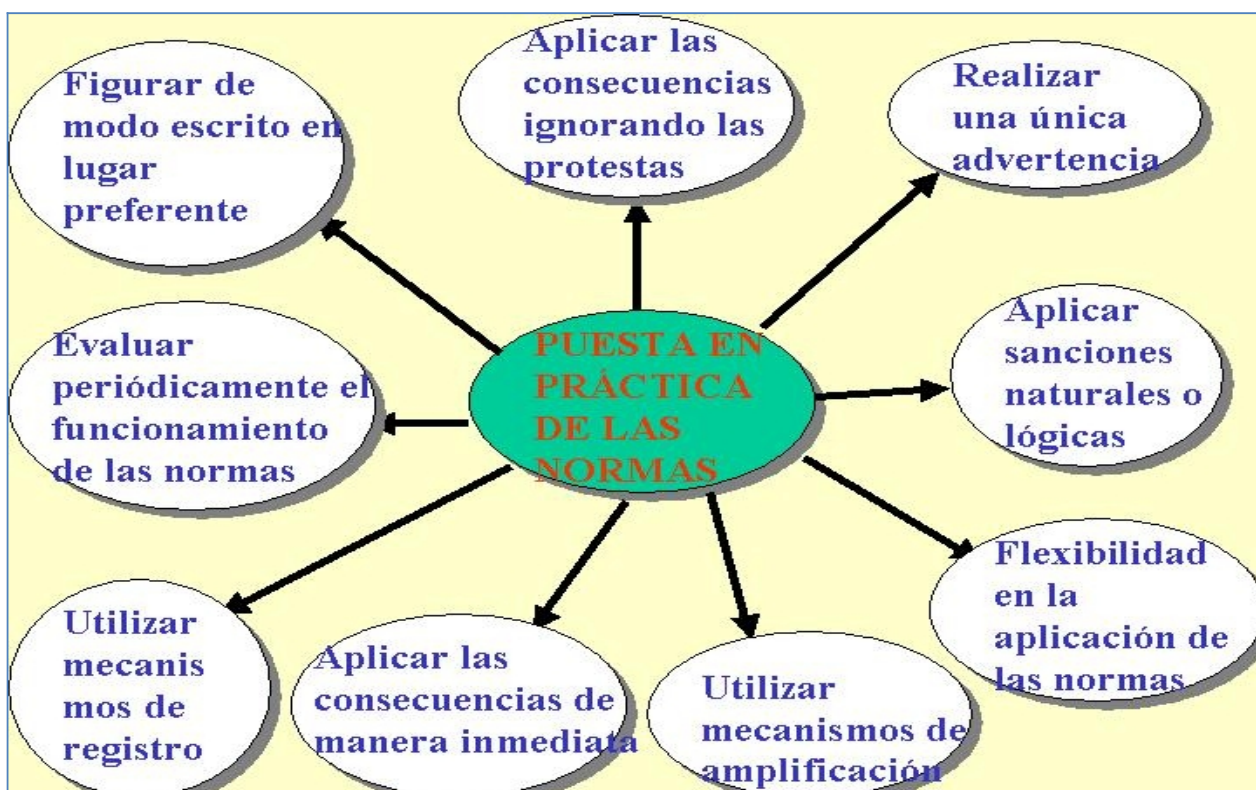 Figurar de
modo escrito en
lugar
preferente
Aplicar las
consecuencias
ignorando las
protestas
Realizar
una única
advertencia
Evaluar
periódicamente el
funcionamiento
de las normas
PUESTA EN
PRÁCTICA
DE LAS
NORMAS
Aplicar
sanciones
naturales o
lógicas
Utilizar
mecanis
mos de
registro
Aplicar las
consecuencias de
manera inmediata
Utilizar
mecanismos de
amplificación
Flexibilidad
en la
aplicación de
las normas